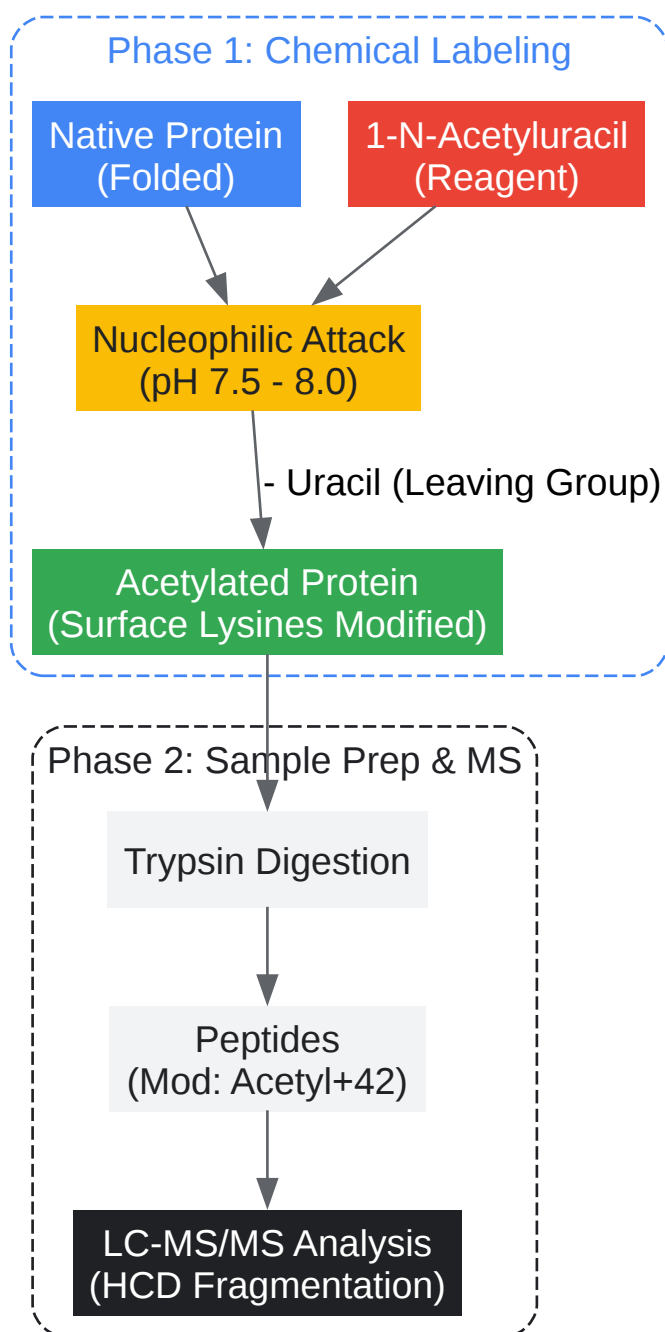 Phase 1: Chemical Labeling
Native Protein
(Folded)
1-N-Acetyluracil
(Reagent)
Nucleophilic Attack
(pH 7.5 - 8.0)
- Uracil (Leaving Group)
Acetylated Protein
(Surface Lysines Modified)
Phase 2: Sample Prep & MS
Trypsin Digestion
Peptides
(Mod: Acetyl+42)
LC-MS/MS Analysis
(HCD Fragmentation)